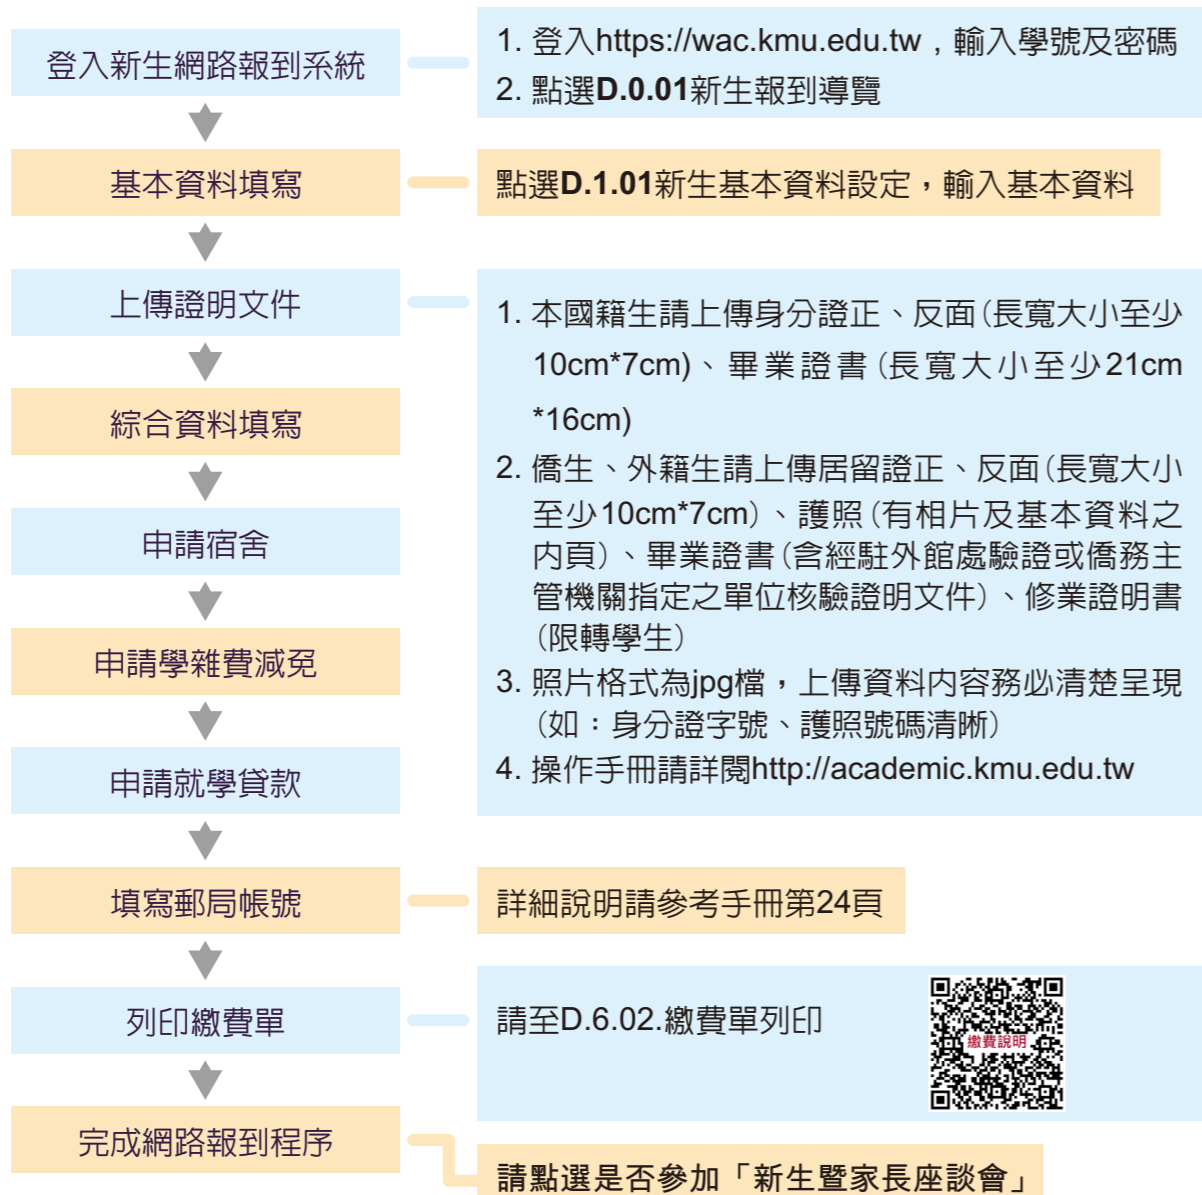 登入新生網路報到系統
1. 登入https://wac.kmu.edu.tw，輸入學號及密碼
2. 點選D.0.01新生報到導覽
基本資料填寫
點選D.1.01新生基本資料設定，輸入基本資料
上傳證明文件
1. 本國籍生請上傳身分證正、反面(長寬大小至少
10cm*7cm)、畢業證書(長寬大小至少21cm
*16cm)
2. 僑生、外籍生請上傳居留證正、反面(長寬大小
至少10cm*7cm)、護照(有相片及基本資料之
內頁)、畢業證書(含經駐外館處驗證或僑務主
管機關指定之單位核驗證明文件)、修業證明書
(限轉學生)
3. 照片格式為jpg檔，上傳資料內容務必清楚呈現
(如：身分證字號、護照號碼清晰)
4. 操作手冊請詳閱http://academic.kmu.edu.tw
綜合資料填寫
申請宿舍
申請學雜費減免
申請就學貸款
填寫郵局帳號
詳細說明請參考手冊第24頁
列印繳費單
請至D.6.02.繳費單列印
繳費說明
完成網路報到程序
請點選是否參加「新生暨家長座談會」